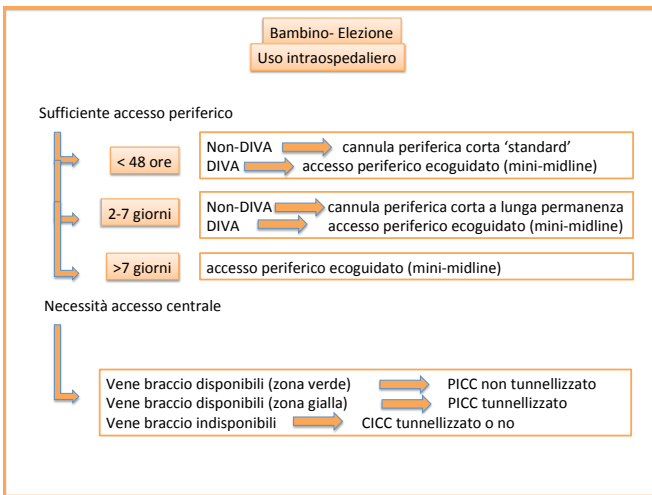 Bambino- Elezione
Uso intraospedaliero
Sufficiente accesso periferico
< 48 ore
Non-DIVA cannula periferica corta ‘standard’
DIVA accesso periferico ecoguidato (mini-midline)
2-7 giorni
Non-DIVA cannula periferica corta a lunga permanenza
DIVA accesso periferico ecoguidato (mini-midline)
>7 giorni
accesso periferico ecoguidato (mini-midline)
Necessità accesso centrale
Vene braccio disponibili (zona verde) PICC non tunnellizzato
Vene braccio disponibili (zona gialla) PICC tunnellizzato
Vene braccio indisponibili CICC tunnellizzato o no